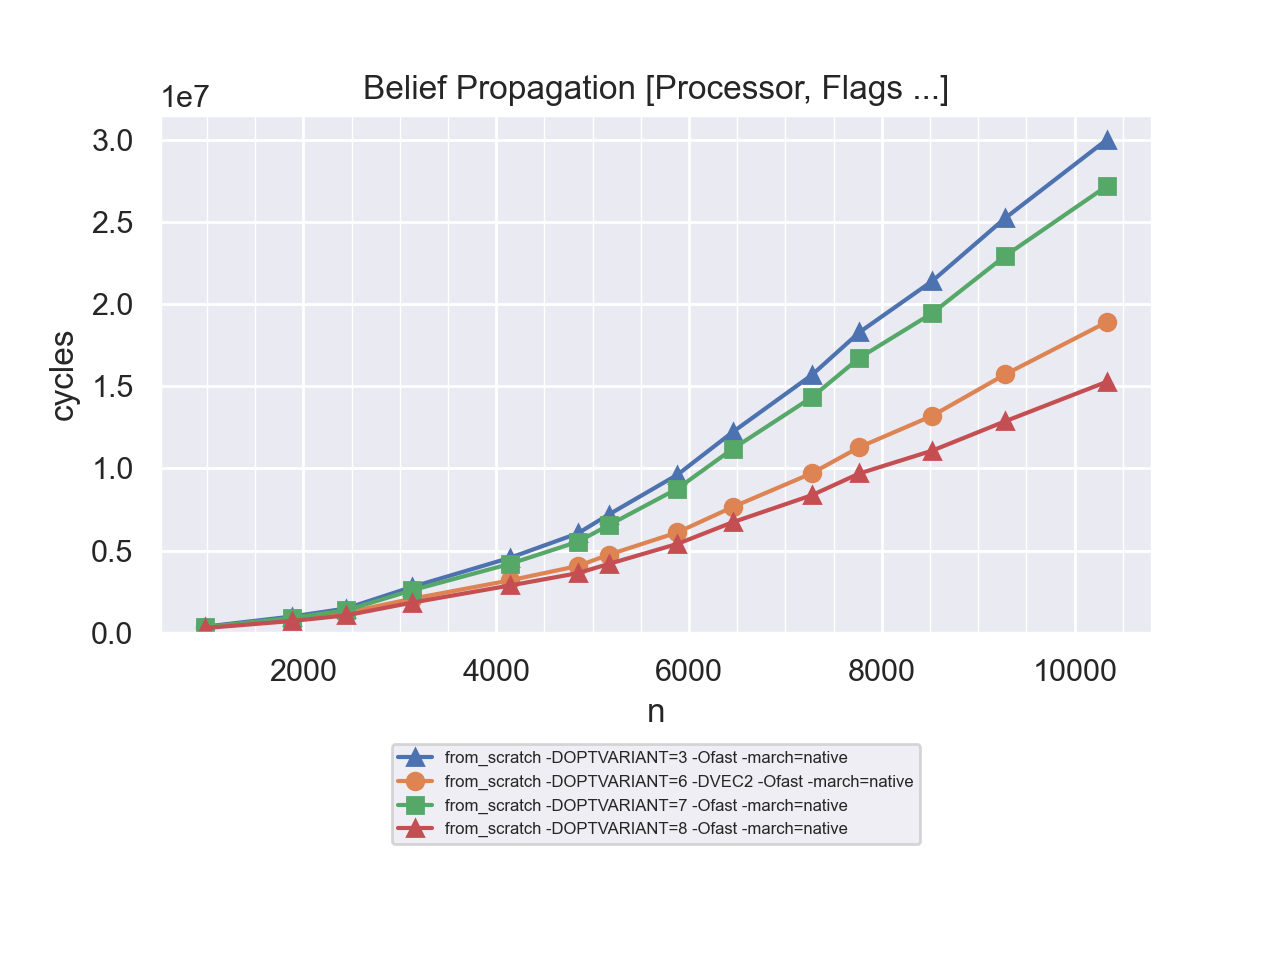 Belief Propagation [Processor, Flags ...]
1e7
3.0
2.5
2.0
1.5
1.0
0.5
0.0
cycles
2000 4000 6000 8000 10000
n
from_scratch -DOPTVARIANT=3 -Ofast -march=native
from_scratch -DOPTVARIANT=6 -DVEC2 -Ofast -march=native
from_scratch -DOPTVARIANT=7 -Ofast -march=native
from_scratch -DOPTVARIANT=8 -Ofast -march=native